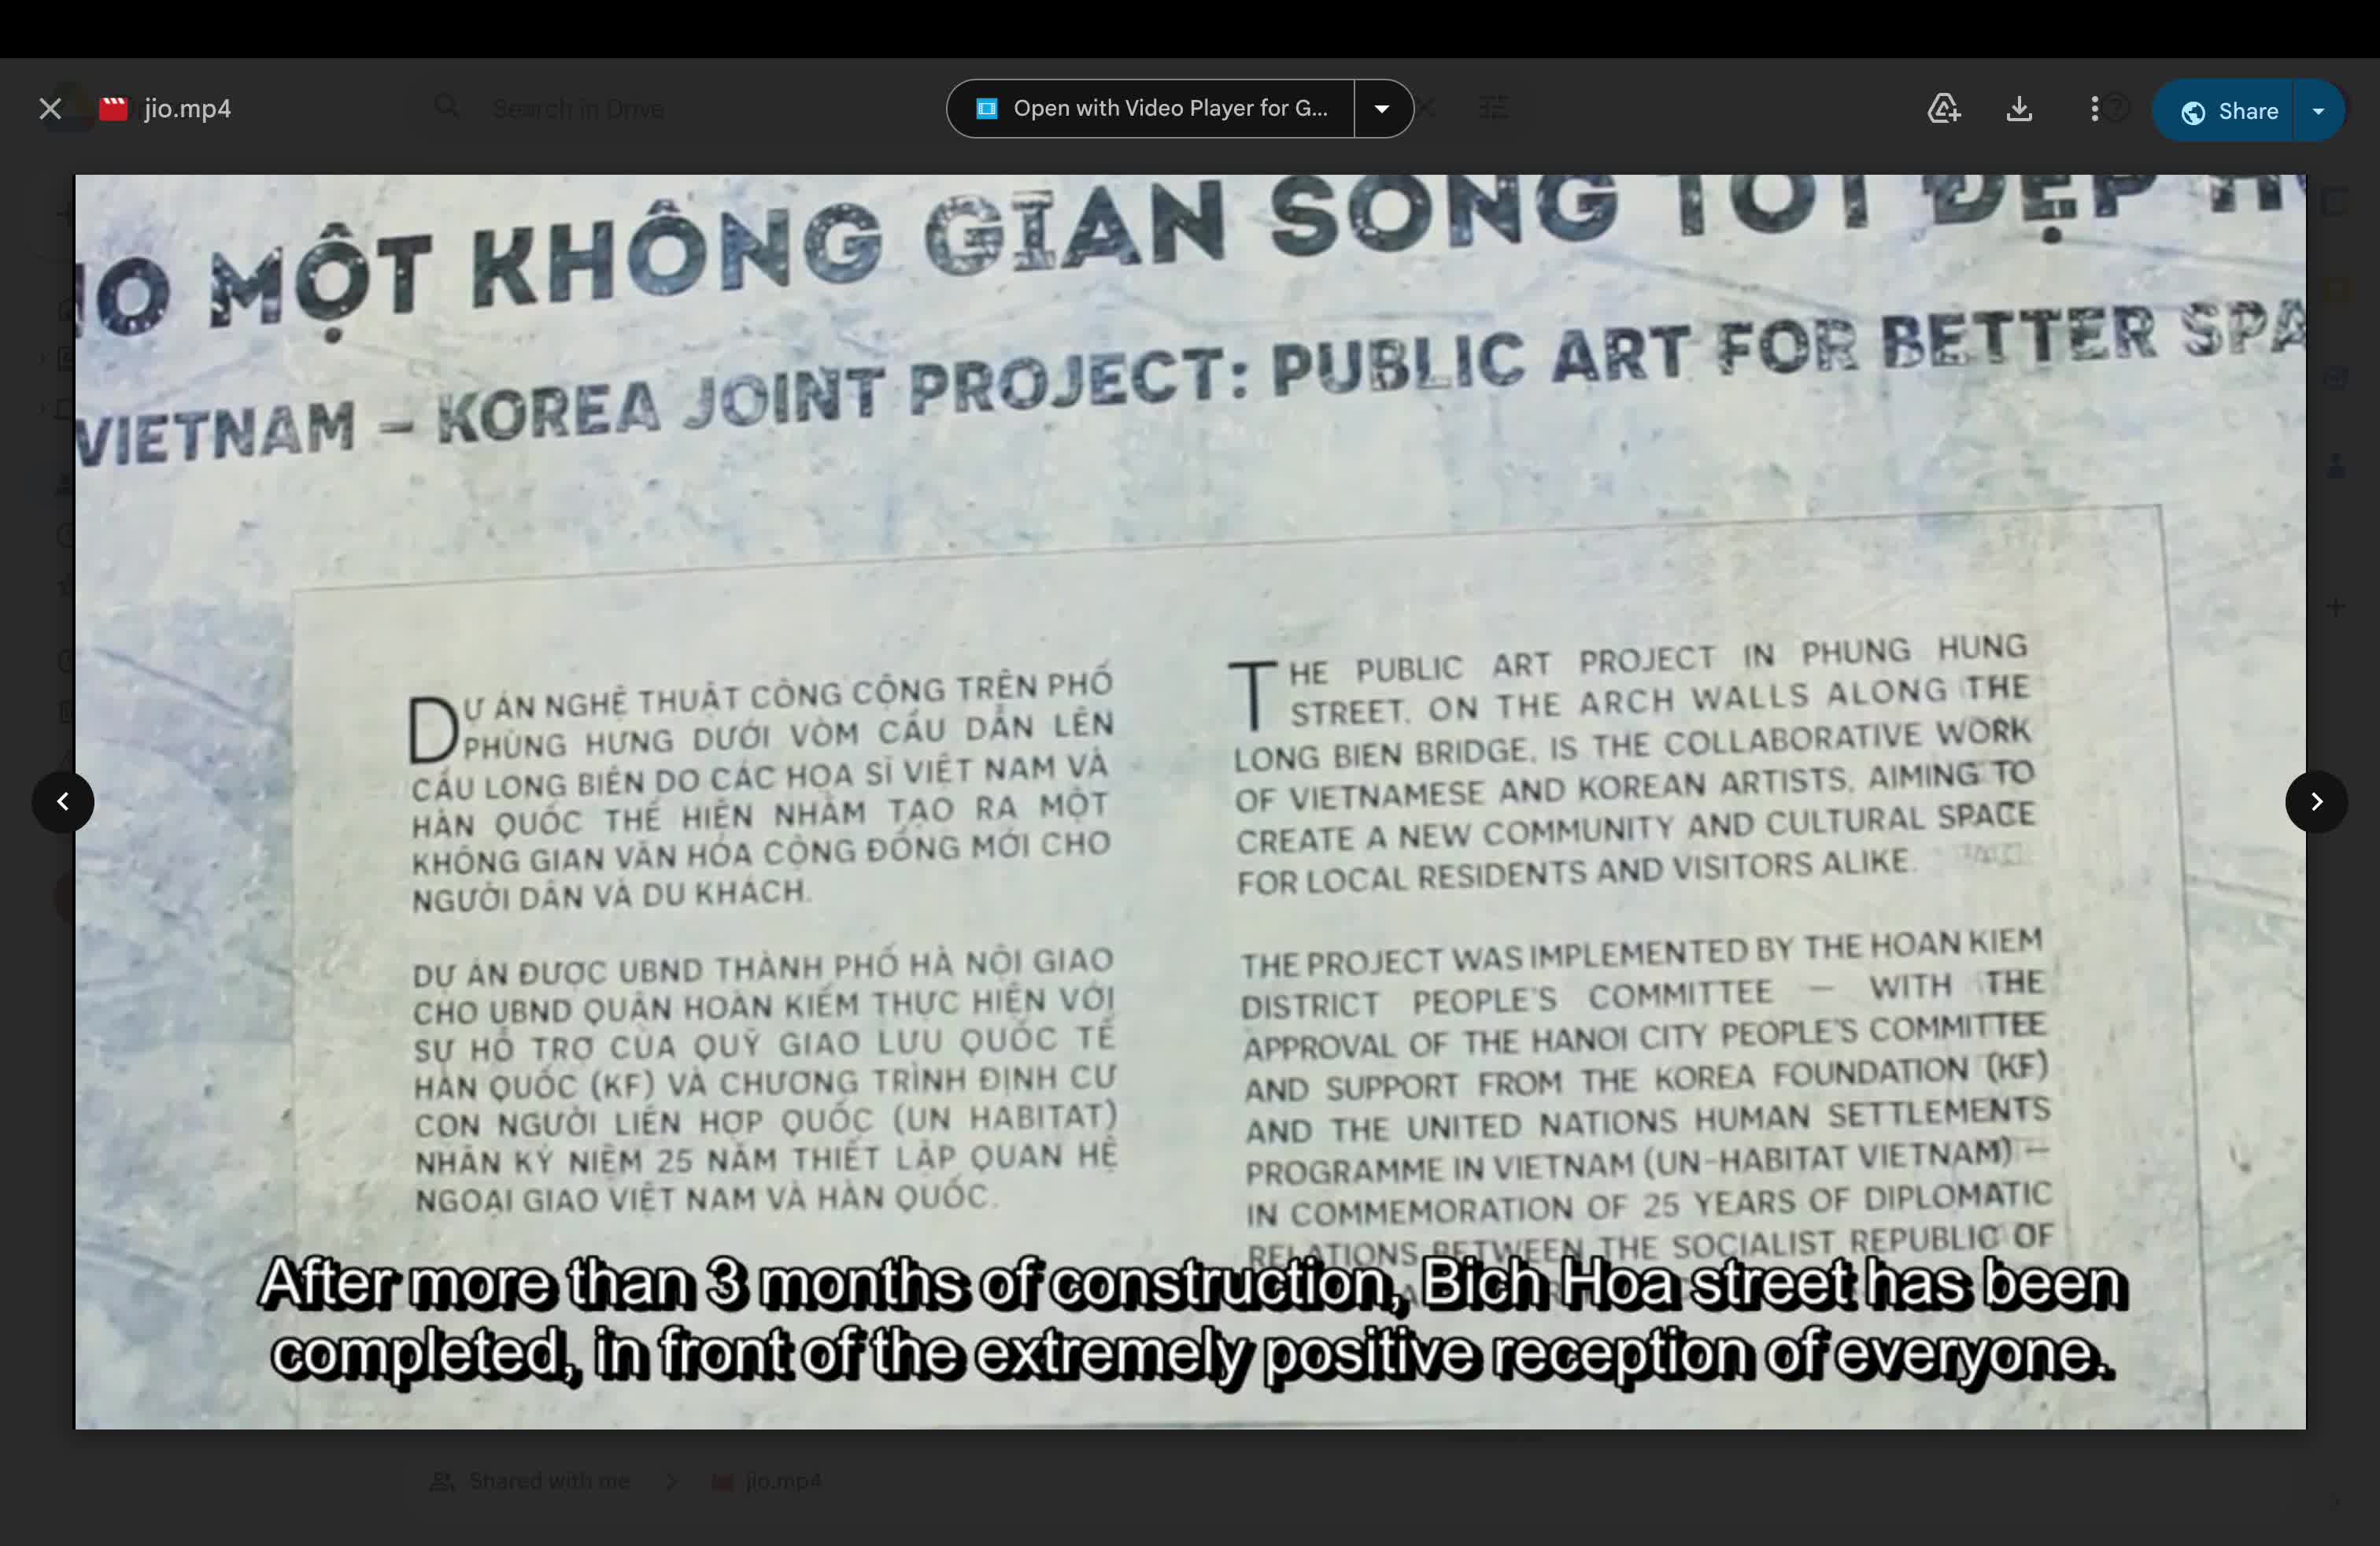 jio.mp4
Search in Drive
Open with Video Player for G...
Share
MỘT KHÔNG GIAN SỐNG TỐT ĐẸP
VIETNAM – KOREA JOINT PROJECT: PUBLIC ART FOR BETTER SPA
DỰ ÁN NGHỆ THUẬT CÔNG CỘNG TRÊN PHỐ
PHÙNG HƯNG DƯỚI VÒM CẦU DẪN LÊN
CẦU LONG BIÊN DO CÁC HỌA SĨ VIỆT NAM VÀ
HÀN QUỐC THỂ HIỆN NHẰM TẠO RA MỘT
KHÔNG GIAN VĂN HÓA CỘNG ĐỒNG MỚI CHO
NGƯỜI DÂN VÀ DU KHÁCH.
DỰ ÁN ĐƯỢC UBND THÀNH PHỐ HÀ NỘI GIAO
CHO UBND QUẬN HOÀN KIẾM THỰC HIỆN VỚI
SỰ HỖ TRỢ CỦA QUỸ GIAO LƯU QUỐC TẾ
HÀN QUỐC (KF) VÀ CHƯƠNG TRÌNH ĐỊNH CƯ
CON NGƯỜI LIÊN HỢP QUỐC (UN HABITAT)
NHÂN KỶ NIỆM 25 NĂM THIẾT LẬP QUAN HỆ
NGOẠI GIAO VIỆT NAM VÀ HÀN QUỐC.
THE PUBLIC ART PROJECT IN PHUNG HUNG
STREET, ON THE ARCH WALLS ALONG THE
LONG BIEN BRIDGE, IS THE COLLABORATIVE WORK
OF VIETNAMESE AND KOREAN ARTISTS, AIMING TO
CREATE A NEW COMMUNITY AND CULTURAL SPACE
FOR LOCAL RESIDENTS AND VISITORS ALIKE.
THE PROJECT WAS IMPLEMENTED BY THE HOAN KIEM
DISTRICT PEOPLE'S COMMITTEE – WITH THE
APPROVAL OF THE HANOI CITY PEOPLE'S COMMITTEE
AND SUPPORT FROM THE KOREA FOUNDATION (KF)
AND THE UNITED NATIONS HUMAN SETTLEMENTS
PROGRAMME IN VIETNAM (UN-HABITAT VIETNAM) –
IN COMMEMORATION OF 25 YEARS OF DIPLOMATIC
RELATIONS BETWEEN THE SOCIALIST REPUBLIC OF
After more than 3 months of construction, Bich Hoa street has been
completed, in front of the extremely positive reception of everyone.
Shared with me
jio.mp4